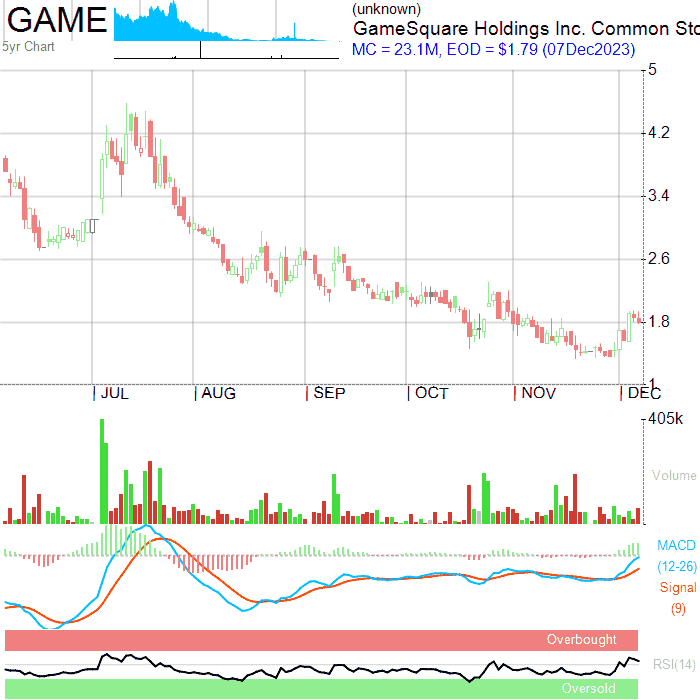 GAME
5yr Chart
(unknown)
GameSquare Holdings Inc. Common Sto
MC = 23.1M, EOD = $1.79 (07Dec2023)
5
4.2
3.4
2.6
1.8
1
JUL
AUG
SEP
OCT
NOV
DEC
405k
Volume
MACD
(12-26)
Signal
(9)
Overbought
RSI(14)
Oversold